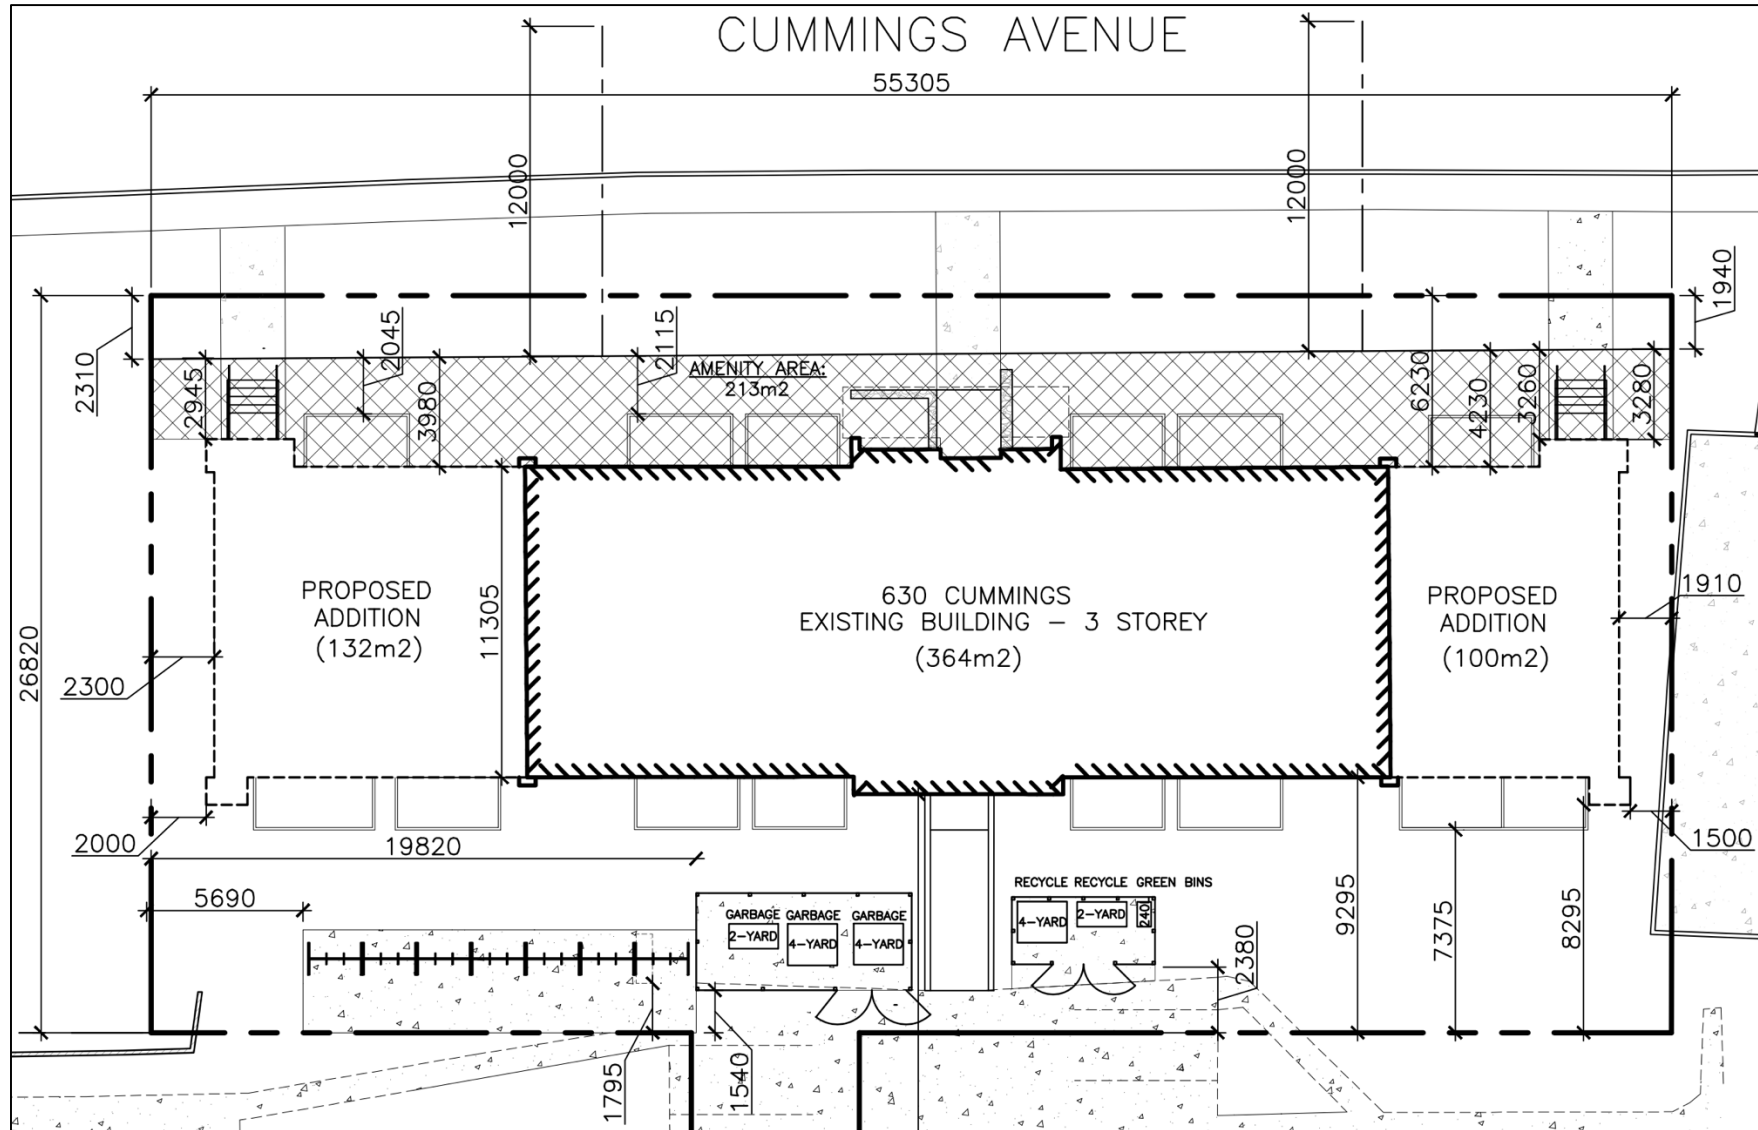 CUMMINGS AVENUE
55305
12000
12000
1940
2310
2945
2045
3980
2115
AMENITY AREA:
213m2
6230
4230
3260
3280
26820
PROPOSED
ADDITION
(132m2)
11305
630 CUMMINGS
EXISTING BUILDING – 3 STOREY
(364m2)
PROPOSED
ADDITION
(100m2)
1910
2300
2000
19820
1500
5690
RECYCLE RECYCLE GREEN BINS
4-YARD
2-YARD
240L
GARBAGE GARBAGE GARBAGE
2-YARD
4-YARD
4-YARD
9295
7375
8295
2380
1795
1540